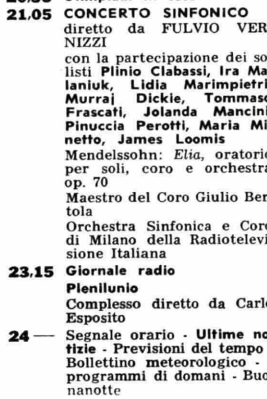 21,05 CONCERTO SINFONICO
diretto da FULVIO VER
NIZZI
con la partecipazione dei so
listi Plinio Clabassi, Ira Ma
laniuk, Lidia Marimpietri
Murraj Dickie, Tommaso
Frascati, Jolanda Mancini
Pinuccia Perotti, Maria Mi
netto, James Loomis
Mendelssohn: Elia, oratorio
per soli, coro e orchestra
op. 70
Maestro del Coro Giulio Ber
tola
Orchestra Sinfonica e Coro
di Milano della Radiotelevi
sione Italiana
23,15 Giornale radio
Plenilunio
Complesso diretto da Carlo
Esposito
24 — Segnale orario - Ultime no
tizie - Previsioni del tempo
Bollettino meteorologico -
programmi di domani - Buo
nanotte